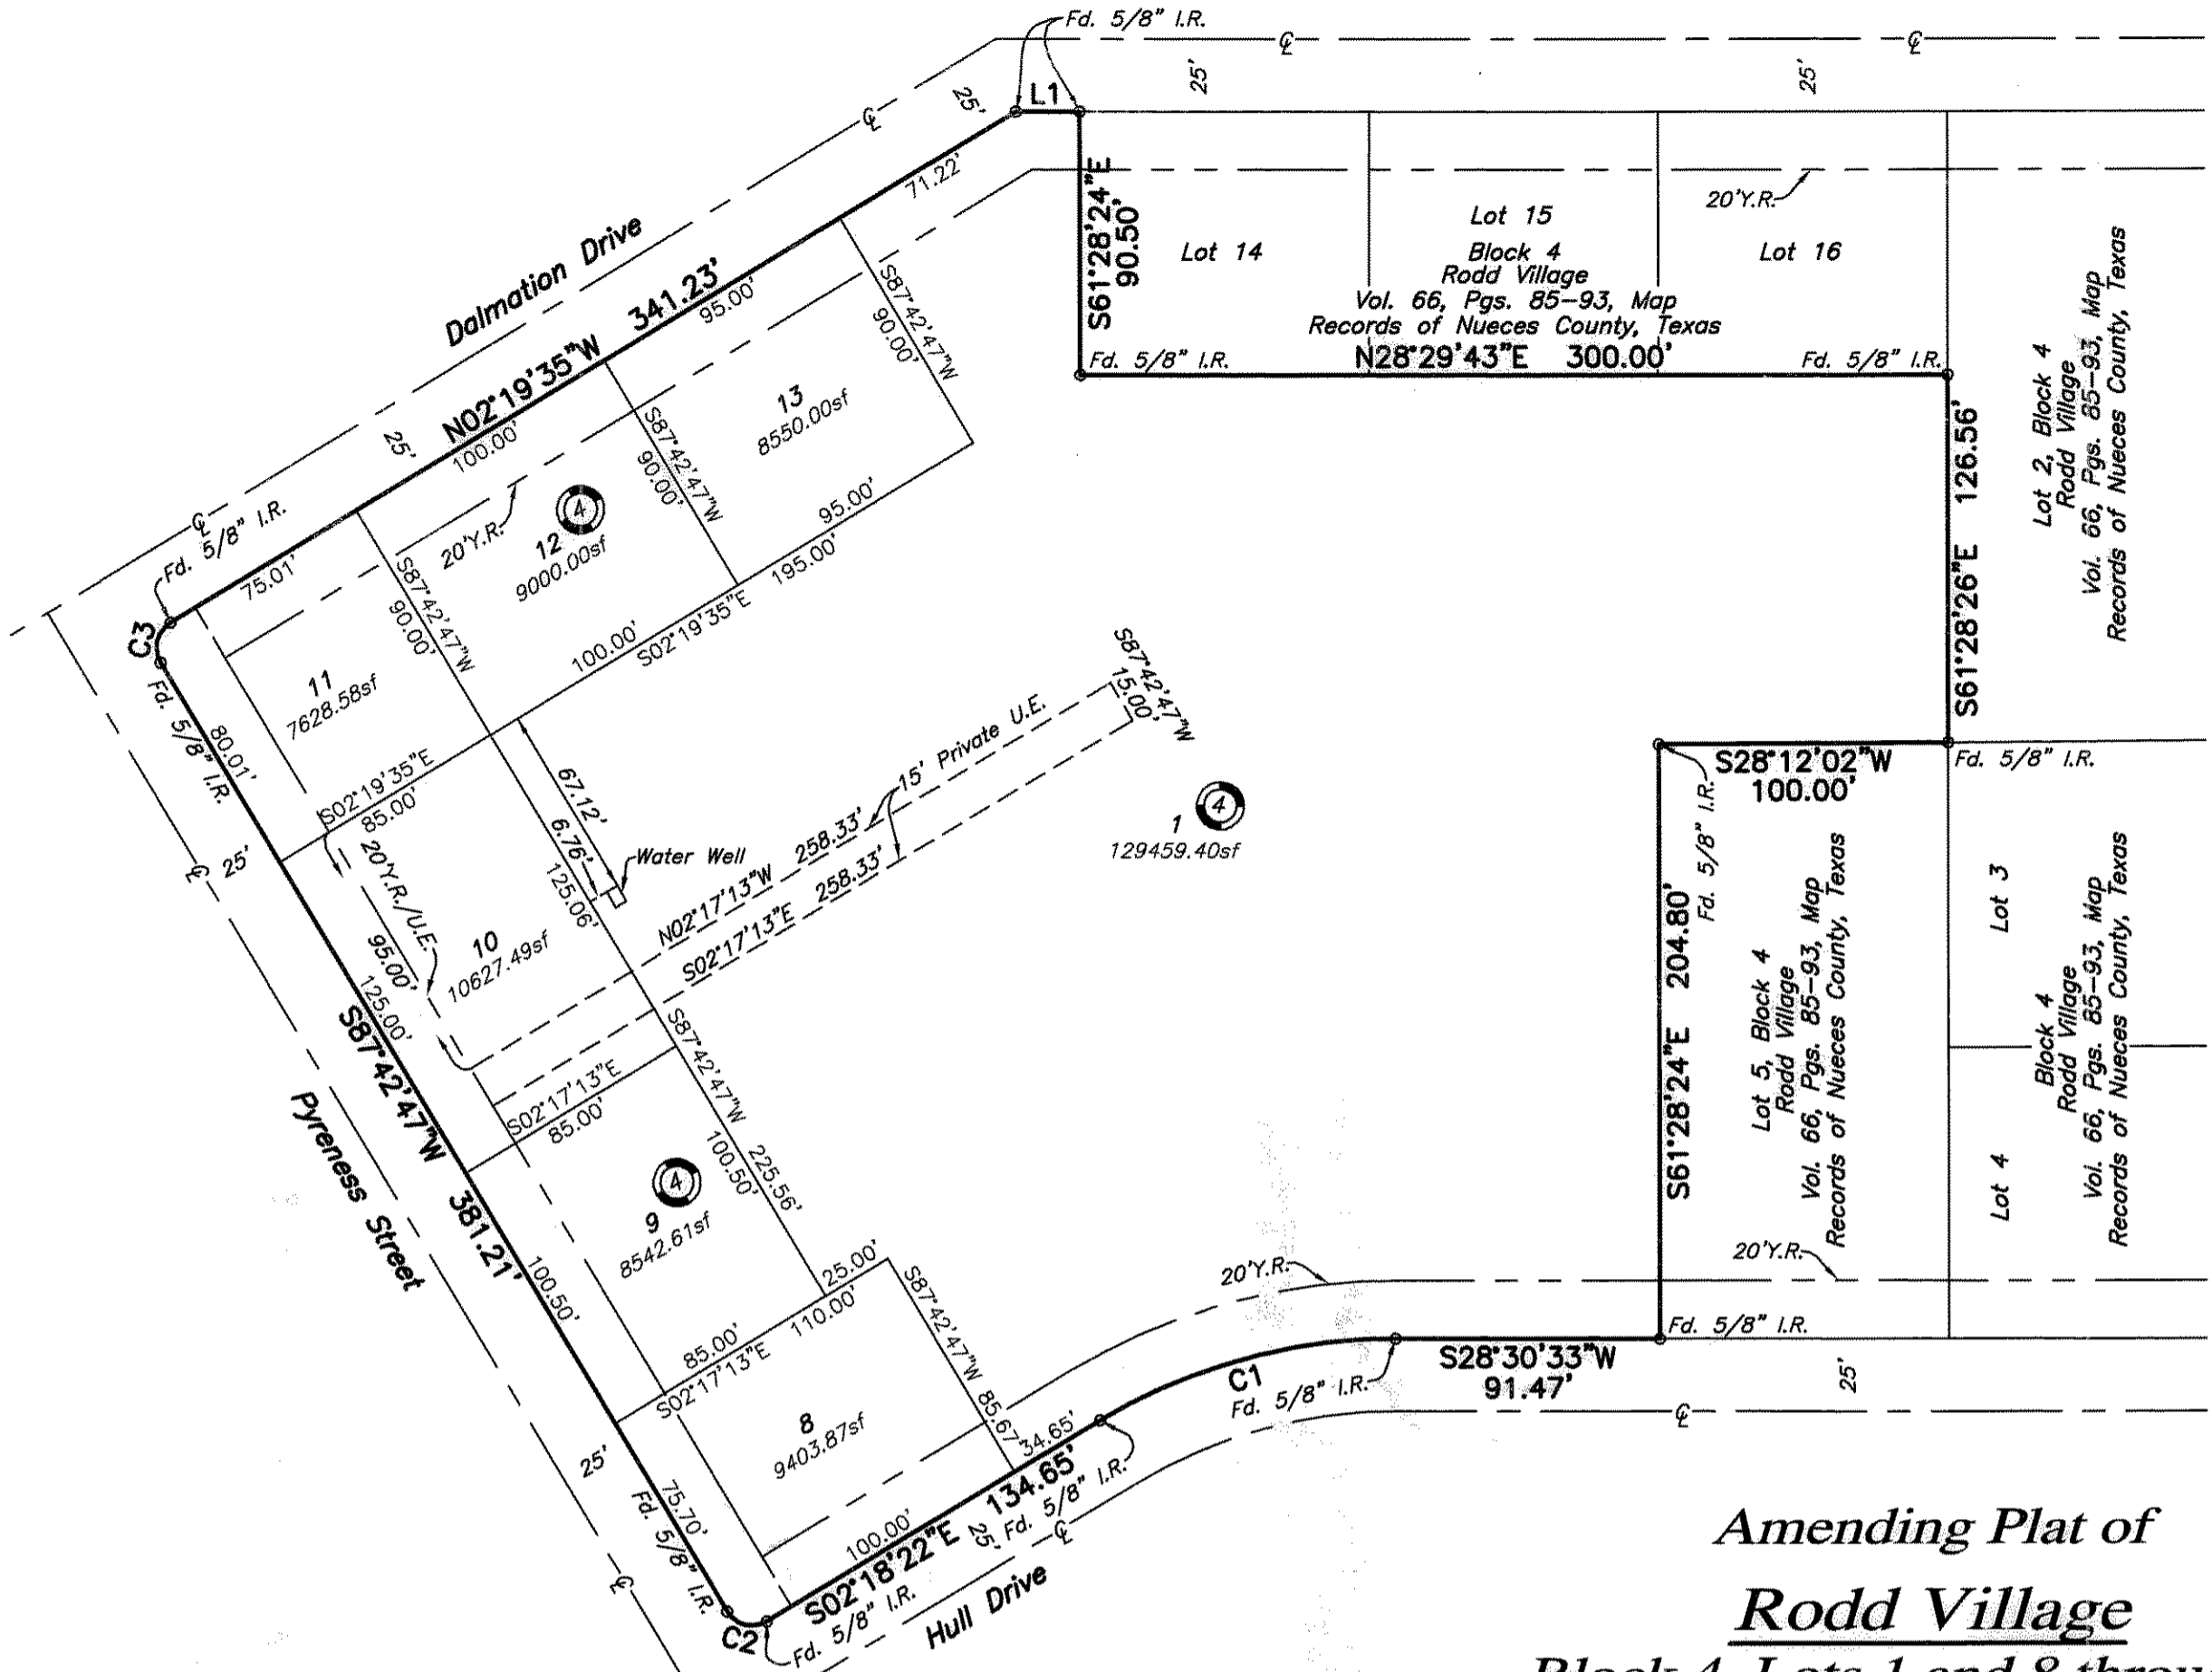 Fd. 5/8" I.R.
℄
℄
25'
25'
25'
L1
℄
71.22'
S61°28'24"E
90.50'
20'Y.R.
Lot 14
Lot 15
Block 4
Rodd Village
Vol. 66, Pgs. 85-93, Map
Records of Nueces County, Texas
Lot 16
Fd. 5/8" I.R.
N28°29'43"E 300.00'
Fd. 5/8" I.R.
Lot 2, Block 4
Rodd Village
Vol. 66, Pgs. 85-93, Map
Records of Nueces County, Texas
Dalmation Drive
N02°19'35"W 341.23'
95.00'
S87°42'47"W
90.00'
13
8550.00sf
25'
100.00'
S87°42'47"W
90.00'
4
20'Y.R.
12
9000.00sf
95.00'
195.00'
℄
Fd. 5/8" I.R.
75.01'
S87°42'47"W
90.00'
100.00'
S02°19'35"E
S61°28'26"E 126.56'
C3
Fd. 5/8" I.R.
80.01'
11
7628.58sf
S02°19'35"E
85.00'
67.12'
6.76'
Water Well
125.06'
S87°42'47"W
15.00'
15' Private U.E.
N02°17'13"W 258.33'
S02°17'13"E 258.33'
4
1
129459.40sf
S28°12'02"W
100.00'
Fd. 5/8" I.R.
Fd. 5/8" I.R.
℄
25'
20'Y.R./U.E.
95.00'
10
10627.49sf
125.00'
S87°42'47"W 381.21'
Pyreness Street
S02°17'13"E
85.00'
S87°42'47"W
225.56'
100.50'
4
9
8542.61sf
100.50'
S61°28'24"E 204.80'
Lot 5, Block 4
Rodd Village
Vol. 66, Pgs. 85-93, Map
Records of Nueces County, Texas
Lot 3
Lot 4
Block 4
Rodd Village
Vol. 66, Pgs. 85-93, Map
Vol. 66, Pgs. 85-93, Map
Records of Nueces County, Texas
Records of Nueces County, Texas
20'Y.R.
20'Y.R.
25.00'
85.00'
110.00'
S02°17'13"E
S87°42'47"W
85.67'
8
9403.87sf
C1
Fd. 5/8" I.R.
S28°30'33"W
91.47'
Fd. 5/8" I.R.
25'
℄
25'
75.70'
Fd. 5/8" I.R.
℄
34.65'
100.00'
S02°18'22"E 134.65'
25'
Fd. 5/8" I.R.
℄
C2
Fd. 5/8" I.R.
Hull Drive
Amending Plat of
Rodd Village
Block 4, Lots 1 and 8